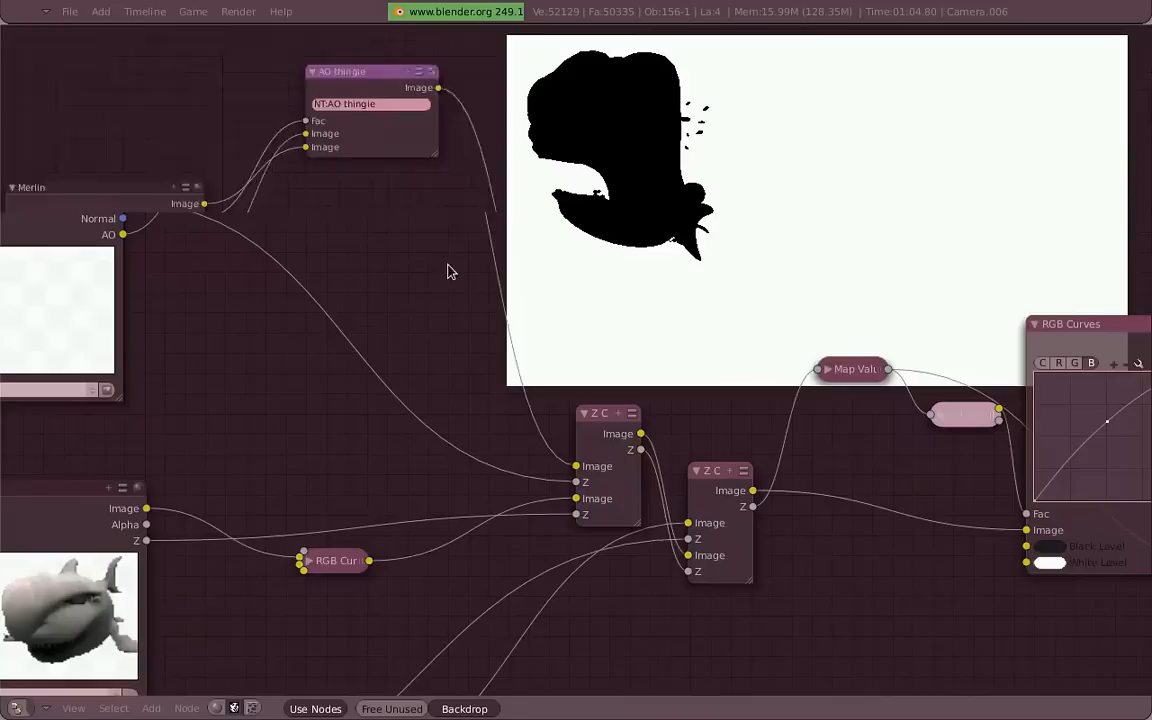 File Add Timeline Game Render Help www.blender.org 249.1 Ve:52129 | Fa:50335 | Ob:156-1 | La:4 | Mem:15.99M (128.35M) | Time:01:04.80 | Camera.006
AO thingie
Image
NT:AO thingie
Fac
Image
Image
Merlin
Image
Normal
AO
RGB Curves
C R G B
Map Valu
Z C
Image
Z
Image
Z
Image
Z
Z C
Image
Z
Image
Z
Image
Z
Fac
Image
Black Level
White Level
Image
Alpha
Z
RGB Cur
View Select Add Node Use Nodes Free Unused Backdrop